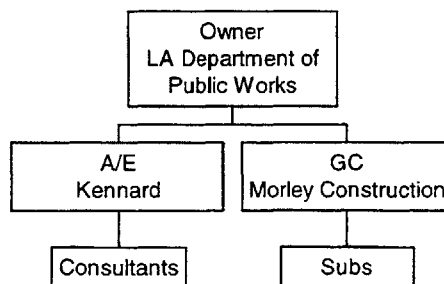 Owner
LA Department of
Public Works
A/E
Kennard
GC
Morley Construction
Consultants
Subs